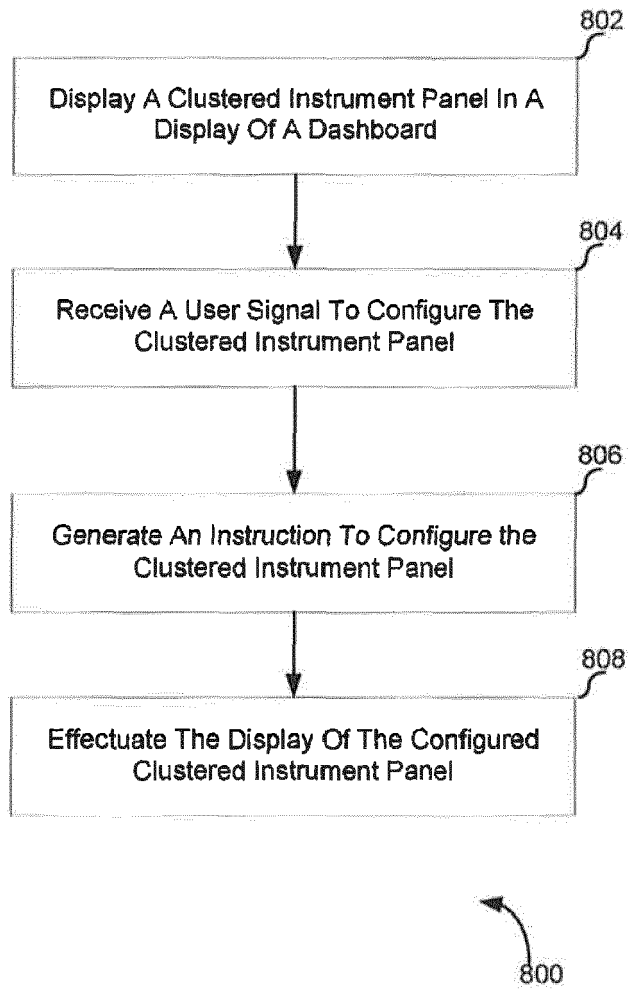 802
Display A Clustered Instrument Panel In A
Display Of A Dashboard
804
Receive A User Signal To Configure The
Clustered Instrument Panel
806
Generate An Instruction To Configure the
Clustered Instrument Panel
808
Effectuate The Display Of The Configured
Clustered Instrument Panel
800